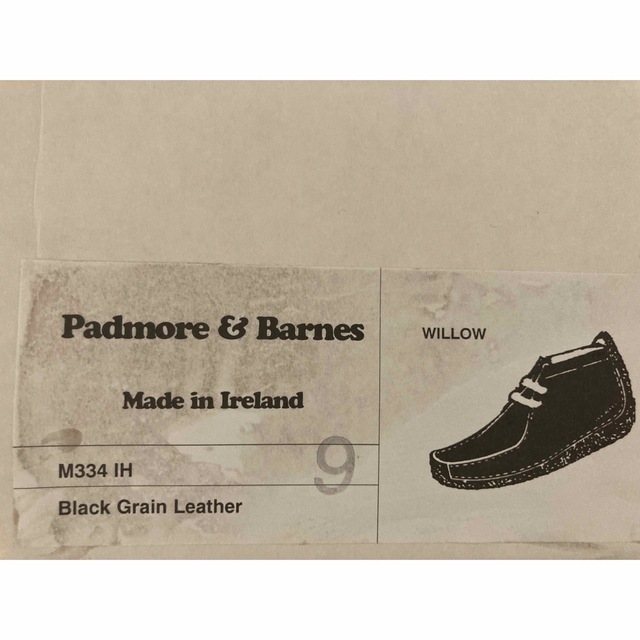 Padmore & Barnes
Made in Ireland
M334 IH
9
Black Grain Leather
WILLOW